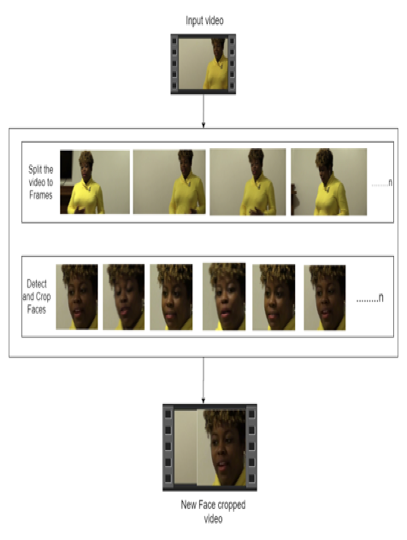 Input video
Split the
video to
Frames
.........n
Detect
and Crop
Faces
.........n
New Face cropped
video